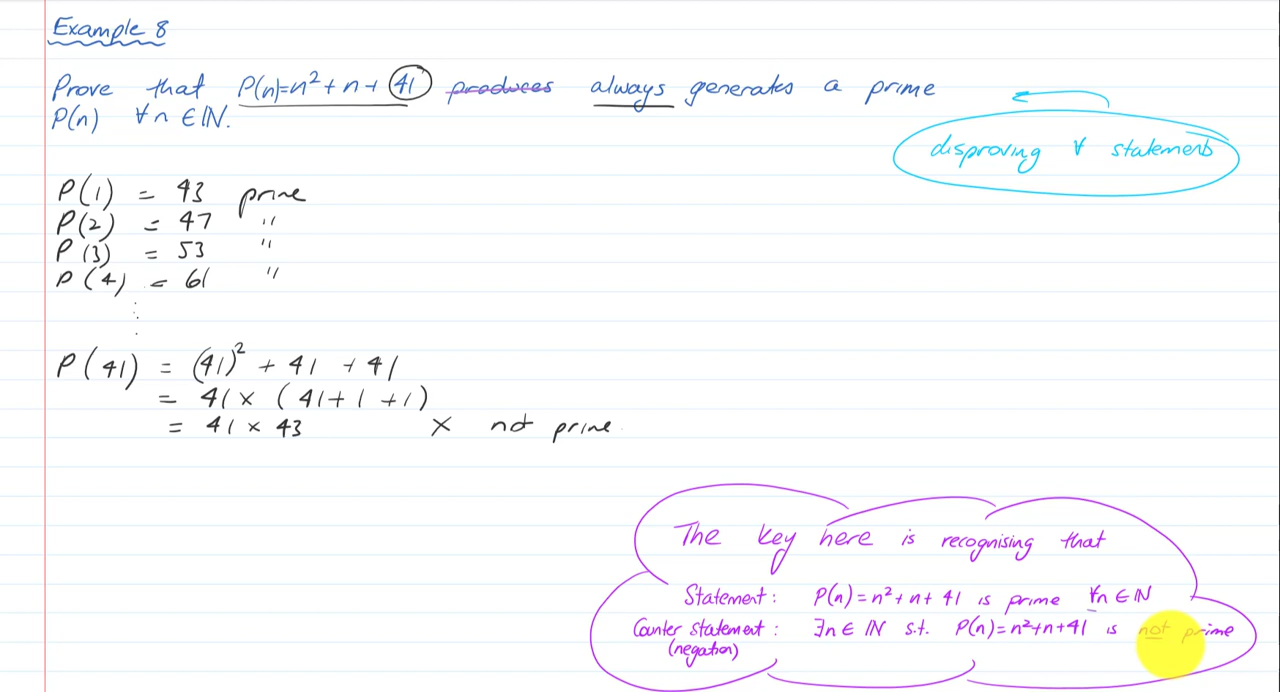 Example 8
Prove that P(n)=n²+n+41 produces always generates a prime
P(n) ∀n∈ℕ.
disproving ∀ statements
P(1) = 43 prime
P(2) = 47 "
P(3) = 53 "
P(4) = 61 "
⋮
P(41) = (41)² + 41 + 41
= 41 × (41+1+1)
= 41 × 43 × not prime.
The key here is recognising that
Statement: P(n)=n²+n+41 is prime ∀n∈ℕ
Counter statement: ∃n∈ℕ s.t. P(n)=n²+n+41 is not prime
(negation)